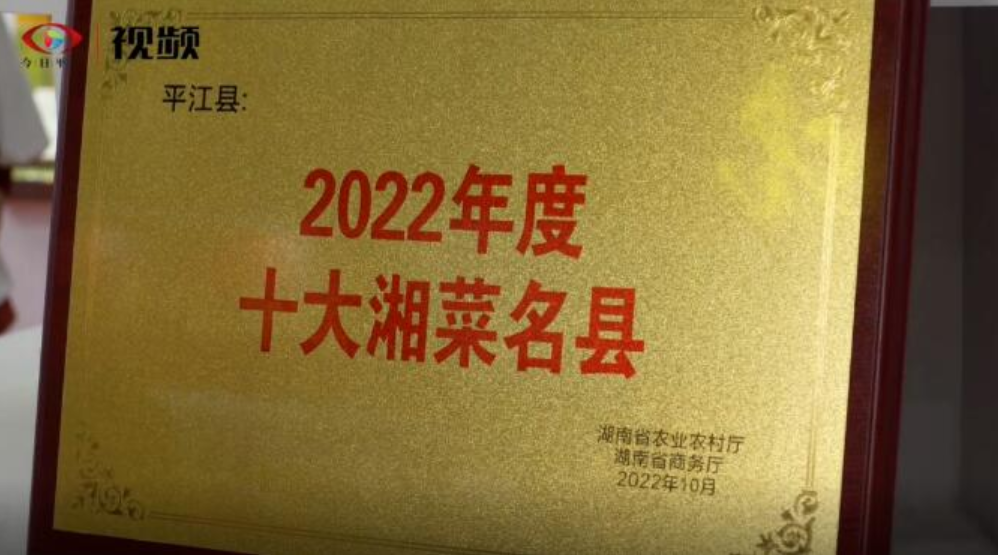 视频
平江县:
2022年度
十大湘菜名县
湖南省农业农村厅
湖南省商务厅
2022年10月